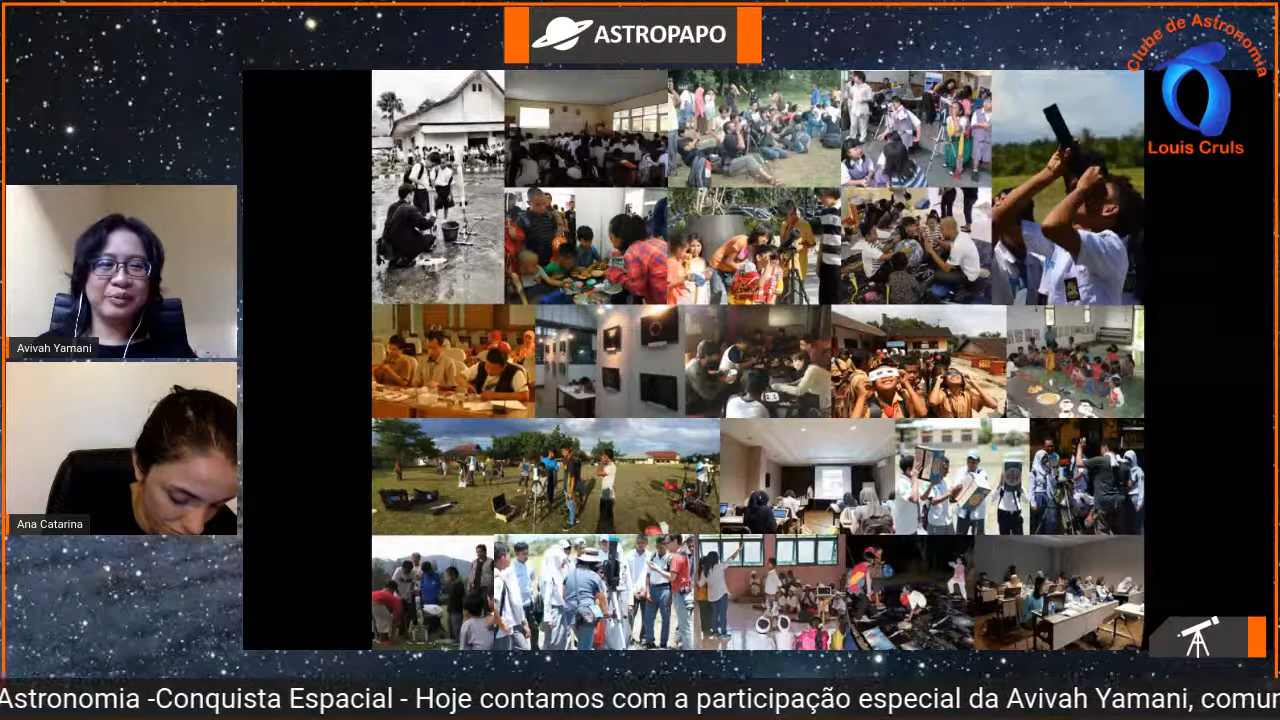 ASTROPAPO
Clube de Astronomia
Louis Cruls
Avivah Yamani
Ana Catarina
Astronomia -Conquista Espacial - Hoje contamos com a participação especial da Avivah Yamani, comun